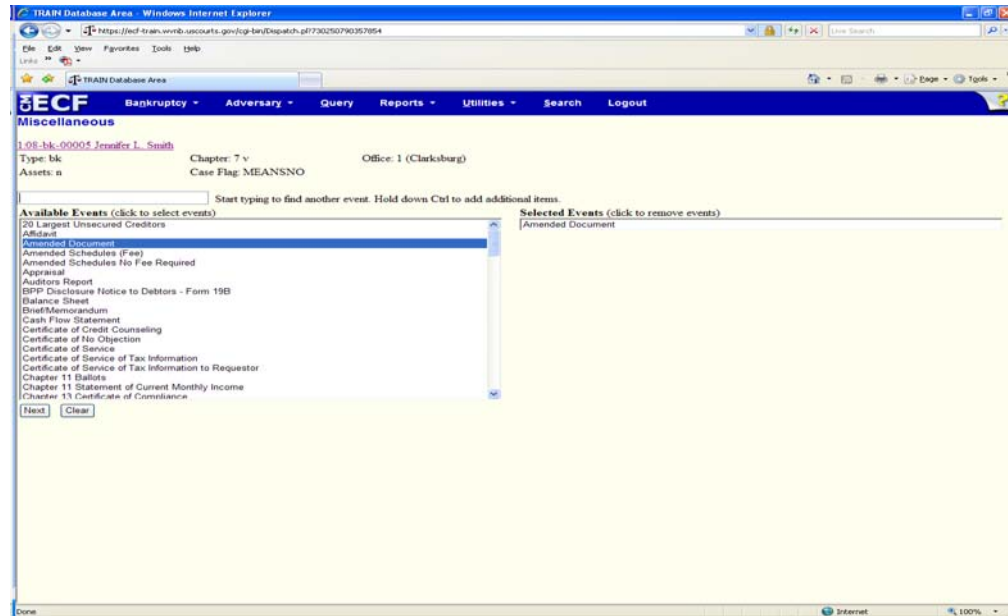 TRAIN Database Area - Windows Internet Explorer
https://ecf-train.wvnb.uscourts.gov/cgi-bin/Dispatch.pl?730250790357654
Live Search
File Edit View Favorites Tools Help
Links
TRAIN Database Area
Page Tools
ECF Bankruptcy Adversary Query Reports Utilities Search Logout
Miscellaneous
1:08-bk-00005 Jennifer L. Smith
Type: bk Chapter: 7 v Office: 1 (Clarksburg)
Assets: n Case Flag: MEANSNO
Start typing to find another event. Hold down Ctrl to add additional items.
Available Events (click to select events) Selected Events (click to remove events)
20 Largest Unsecured Creditors Amended Document
Affidavit
Amended Document
Amended Schedules (Fee)
Amended Schedules No Fee Required
Appraisal
Auditors Report
BPP Disclosure Notice to Debtors - Form 19B
Balance Sheet
Brief/Memorandum
Cash Flow Statement
Certificate of Credit Counseling
Certificate of No Objection
Certificate of Service
Certificate of Service of Tax Information
Certificate of Service of Tax Information to Requestor
Chapter 11 Ballots
Chapter 11 Statement of Current Monthly Income
Chapter 13 Certificate of Compliance
Next Clear
Done Internet 100%